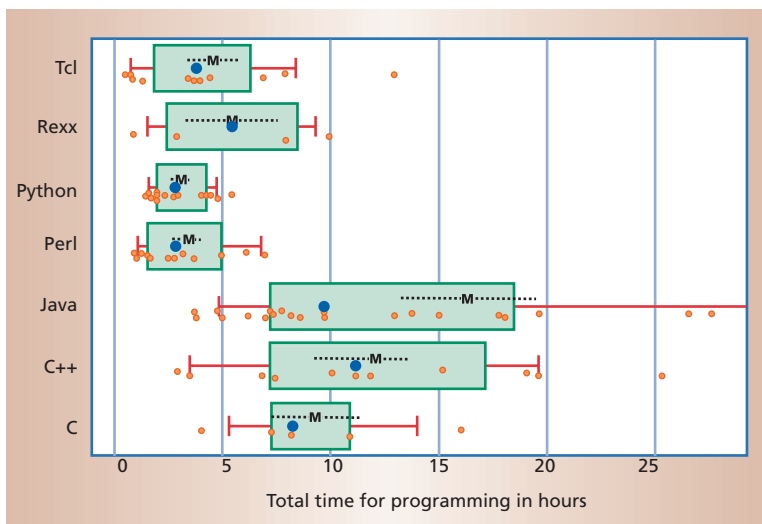 Tcl
M
Rexx
M
Python
M
Perl
M
Java
M
C++
M
C
M
0 5 10 15 20 25
Total time for programming in hours